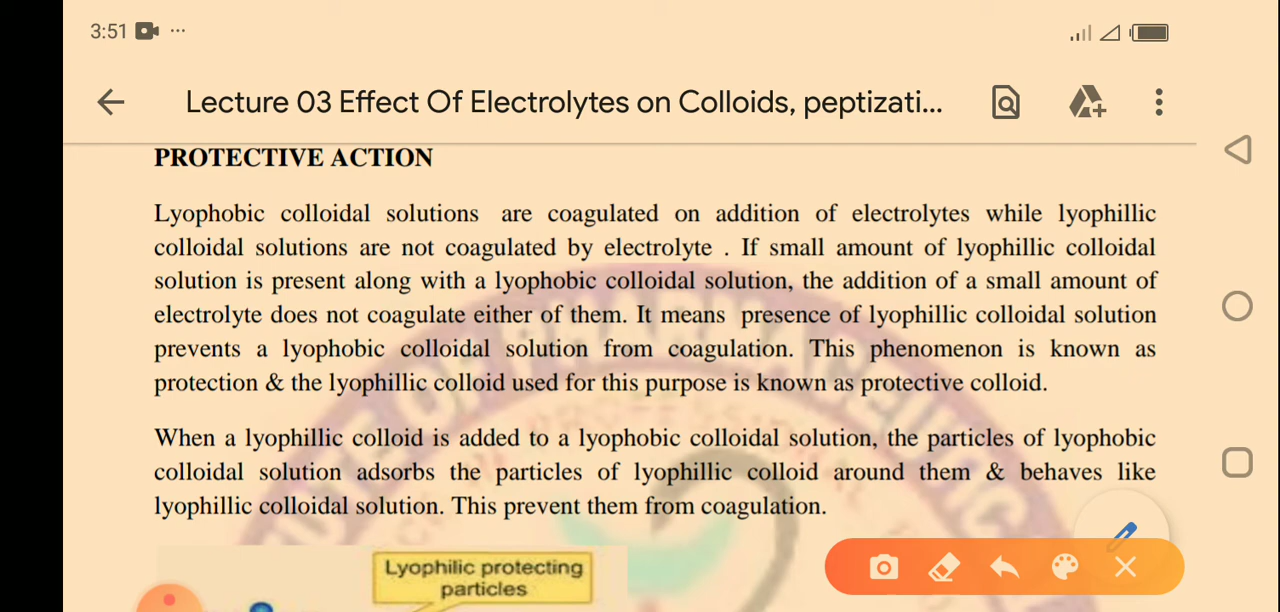 3:51 ...
Lecture 03 Effect Of Electrolytes on Colloids, peptizati...
PROTECTIVE ACTION
Lyophobic colloidal solutions are coagulated on addition of electrolytes while lyophillic
colloidal solutions are not coagulated by electrolyte . If small amount of lyophillic colloidal
solution is present along with a lyophobic colloidal solution, the addition of a small amount of
electrolyte does not coagulate either of them. It means presence of lyophillic colloidal solution
prevents a lyophobic colloidal solution from coagulation. This phenomenon is known as
protection & the lyophillic colloid used for this purpose is known as protective colloid.
When a lyophillic colloid is added to a lyophobic colloidal solution, the particles of lyophobic
colloidal solution adsorbs the particles of lyophillic colloid around them & behaves like
lyophillic colloidal solution. This prevent them from coagulation.
Lyophilic protecting
particles